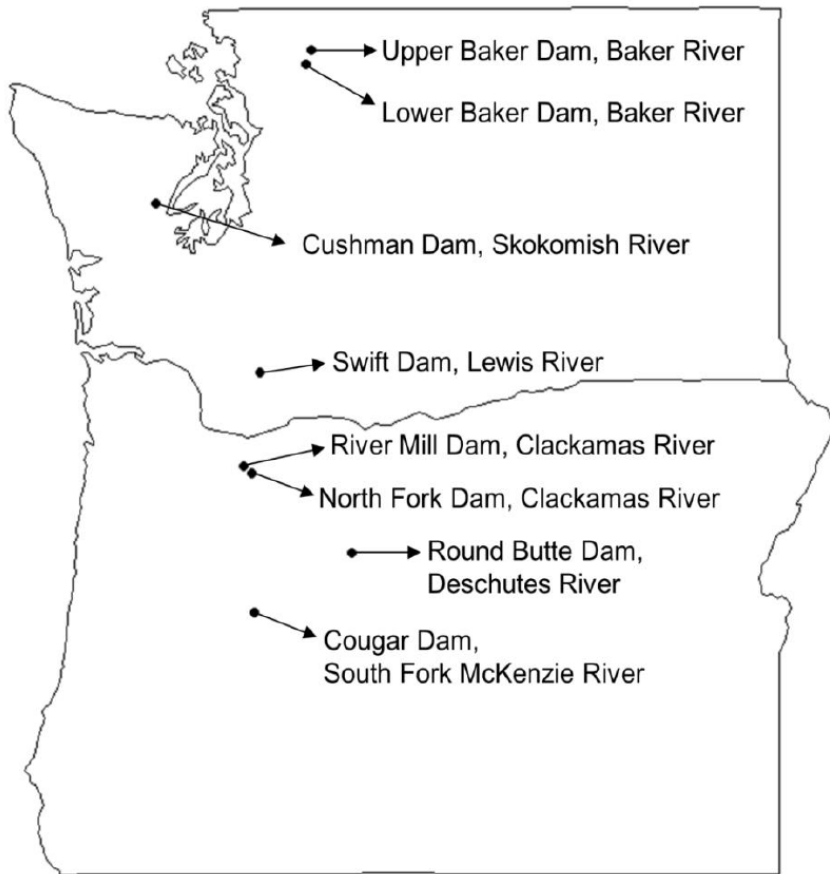 Upper Baker Dam, Baker River
Lower Baker Dam, Baker River
Cushman Dam, Skokomish River
Swift Dam, Lewis River
River Mill Dam, Clackamas River
North Fork Dam, Clackamas River
Round Butte Dam,
Deschutes River
Cougar Dam,
South Fork McKenzie River